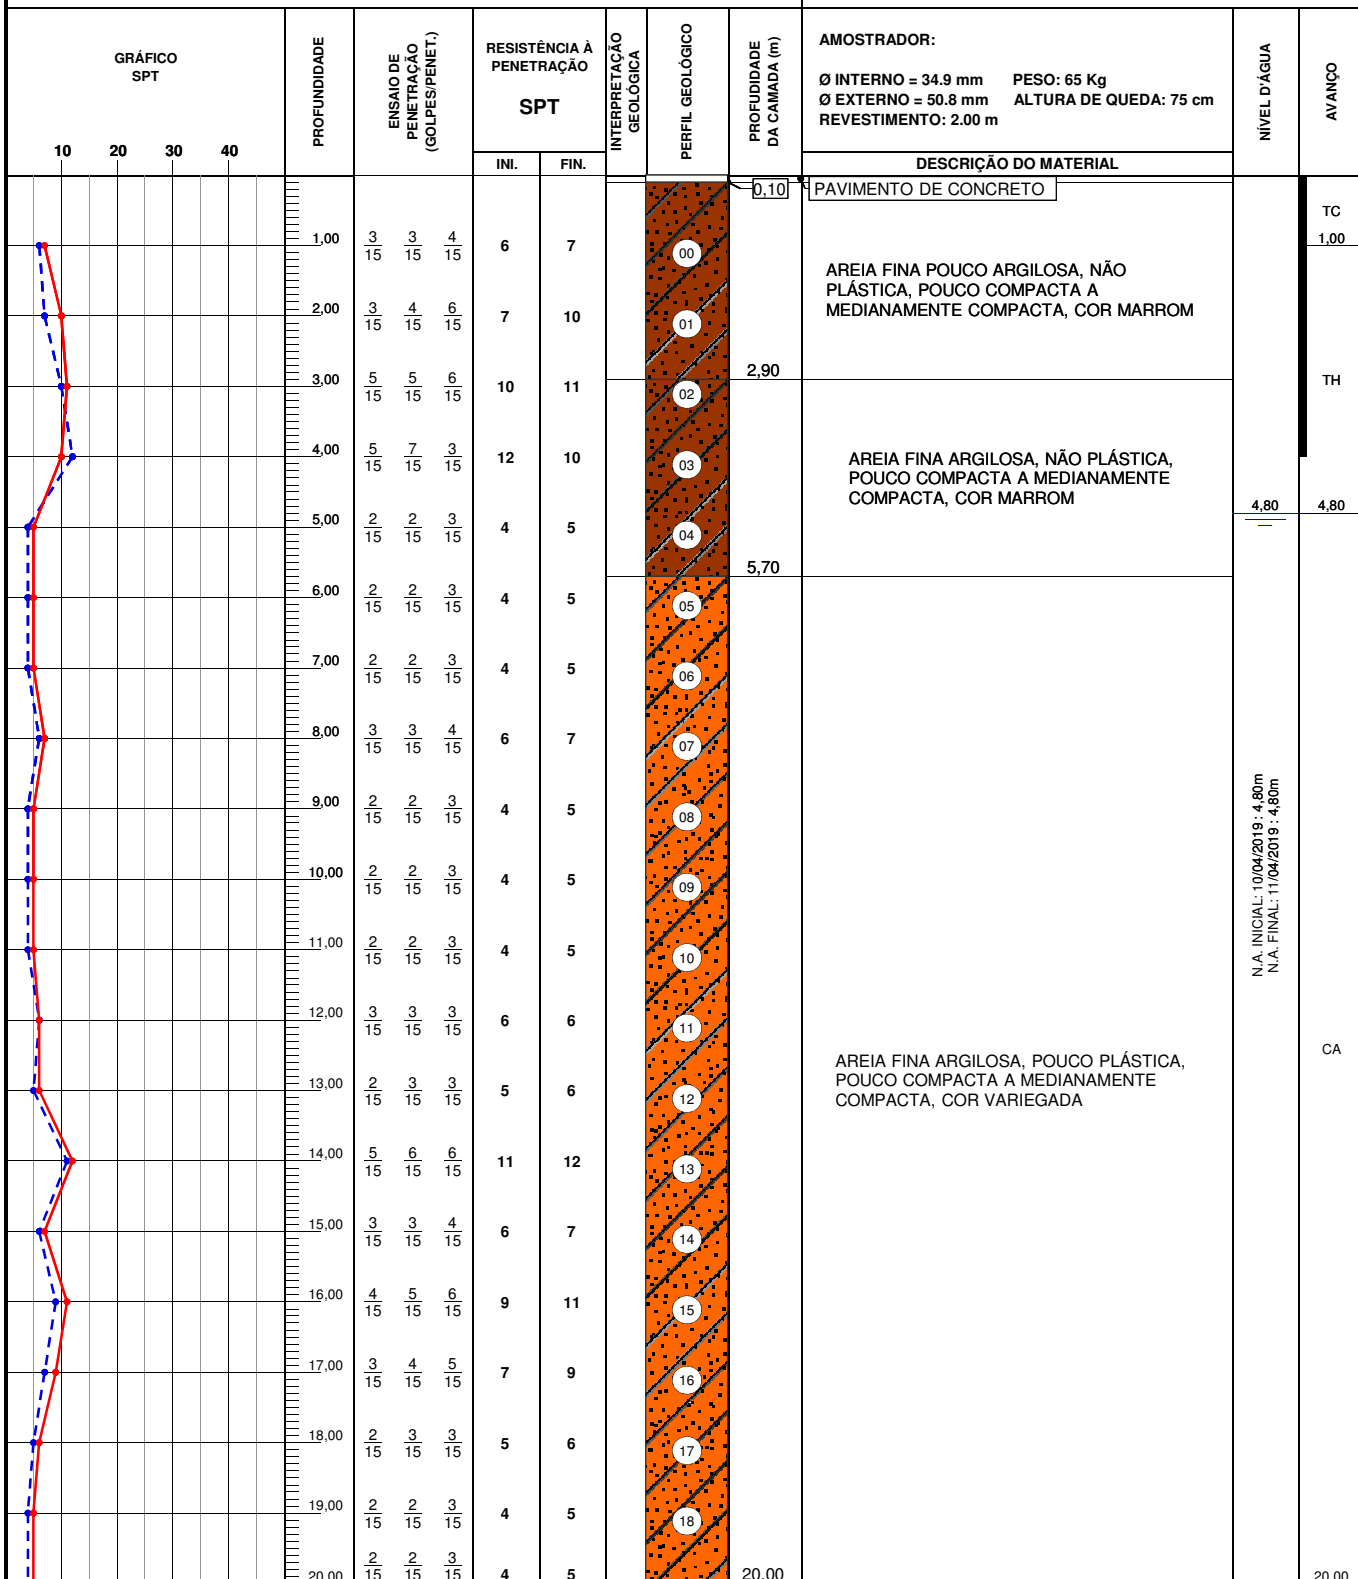 GRÁFICO
SPT
10 20 30 40
PROFUNDIDADE
ENSAIO DE
PENETRAÇÃO
(GOLPES/PENET.)
RESISTÊNCIA À
PENETRAÇÃO
SPT
INI. FIN.
INTERPRETAÇÃO
GEOLÓGICA
PERFIL GEOLÓGICO
PROFUDIDADE
DA CAMADA (m)
AMOSTRADOR:
Ø INTERNO = 34.9 mm PESO: 65 Kg
Ø EXTERNO = 50.8 mm ALTURA DE QUEDA: 75 cm
REVESTIMENTO: 2.00 m
DESCRIÇÃO DO MATERIAL
NÍVEL D'ÁGUA
AVANÇO
0,10 PAVIMENTO DE CONCRETO
TC
1,00 3/15 3/15 4/15 6 7 00 1,00
AREIA FINA POUCO ARGILOSA, NÃO
PLÁSTICA, POUCO COMPACTA A
MEDIANAMENTE COMPACTA, COR MARROM
2,00 3/15 4/15 6/15 7 10 01
2,90
3,00 5/15 5/15 6/15 10 11 02 TH
4,00 5/15 7/15 3/15 12 10 03
AREIA FINA ARGILOSA, NÃO PLÁSTICA,
POUCO COMPACTA A MEDIANAMENTE
COMPACTA, COR MARROM
4,80 4,80
5,00 2/15 2/15 3/15 4 5 04
5,70
6,00 2/15 2/15 3/15 4 5 05
7,00 2/15 2/15 3/15 4 5 06
8,00 3/15 3/15 4/15 6 7 07
9,00 2/15 2/15 3/15 4 5 08
10,00 2/15 2/15 3/15 4 5 09
N.A. INICIAL: 10/04/2019 : 4,80m
N.A. FINAL: 11/04/2019 : 4,80m
11,00 2/15 2/15 3/15 4 5 10
12,00 3/15 3/15 3/15 6 6 11
CA
AREIA FINA ARGILOSA, POUCO PLÁSTICA,
POUCO COMPACTA A MEDIANAMENTE
COMPACTA, COR VARIEGADA
13,00 2/15 3/15 3/15 5 6 12
14,00 5/15 6/15 6/15 11 12 13
15,00 3/15 3/15 4/15 6 7 14
16,00 4/15 5/15 6/15 9 11 15
17,00 3/15 4/15 5/15 7 9 16
18,00 2/15 3/15 3/15 5 6 17
19,00 2/15 2/15 3/15 4 5 18
20,00 2/15 2/15 3/15 4 5 20,00 20,00